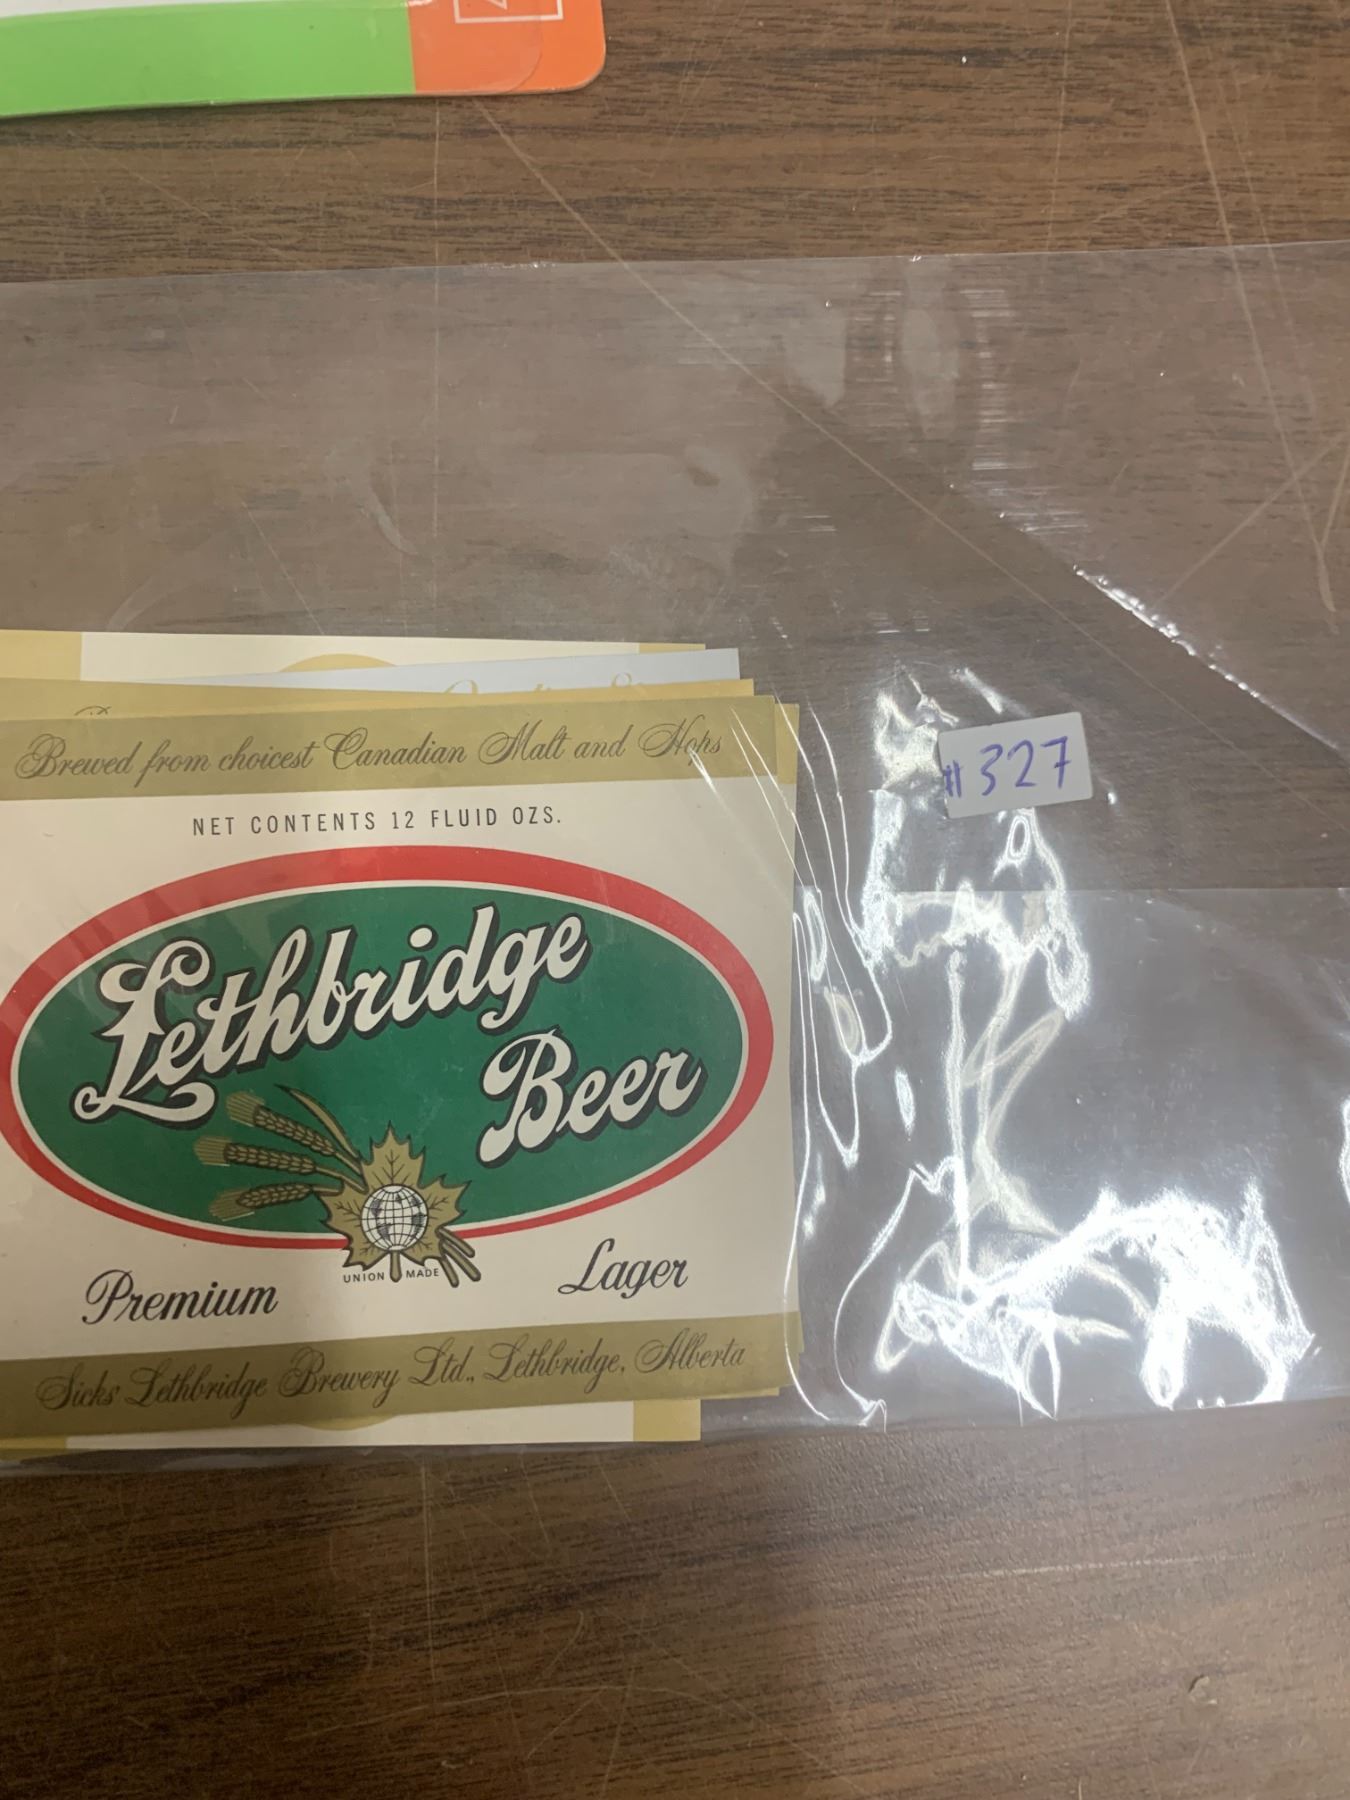 Brewed from choicest Canadian Malt and Hops
#327
NET CONTENTS 12 FLUID OZS.
Lethbridge
Beer
UNION MADE
Premium
Lager
Sicks' Lethbridge Brewery Ltd., Lethbridge, Alberta